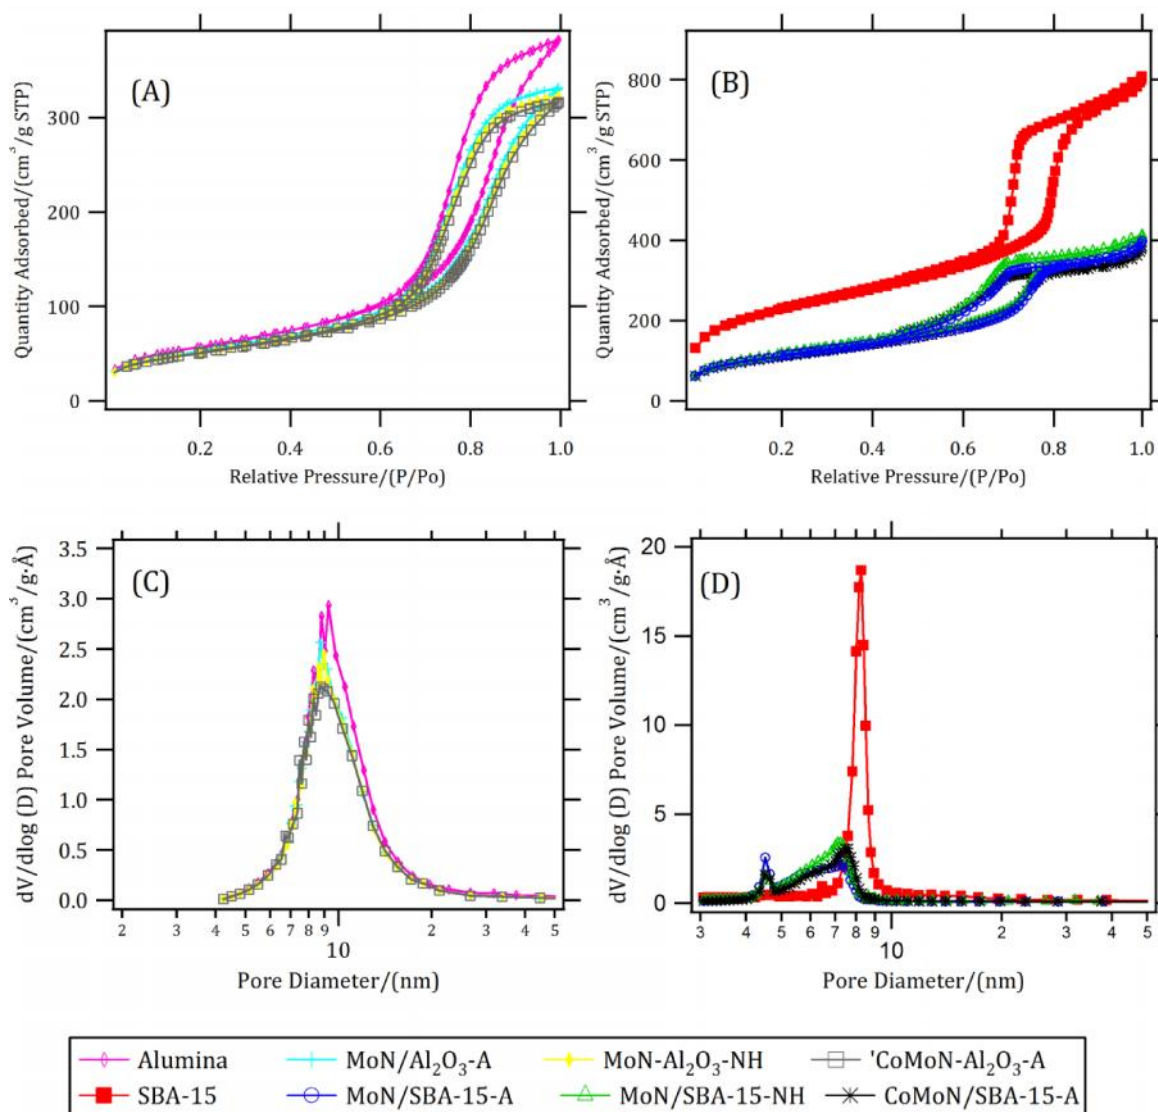 (A)
Quantity Adsorbed/(cm³/g STP)
300
200
100
0
0.2 0.4 0.6 0.8 1.0
Relative Pressure/(P/Po)
(B)
Quantity Adsorbed/(cm³/g STP)
800
600
400
200
0
0.2 0.4 0.6 0.8 1.0
Relative Pressure/(P/Po)
(C)
dV/dlog (D) Pore Volume/(cm³/g·Å)
3.5
3.0
2.5
2.0
1.5
1.0
0.5
0.0
2 3 4 5 6 7 8 9 2 3 4 5
10
Pore Diameter/(nm)
(D)
dV/dlog (D) Pore Volume/(cm³/g·Å)
20
15
10
5
0
3 4 5 6 7 8 9 2 3 4 5
10
Pore Diameter/(nm)
Alumina MoN/Al₂O₃-A MoN-Al₂O₃-NH 'CoMoN-Al₂O₃-A
SBA-15 MoN/SBA-15-A MoN/SBA-15-NH CoMoN/SBA-15-A